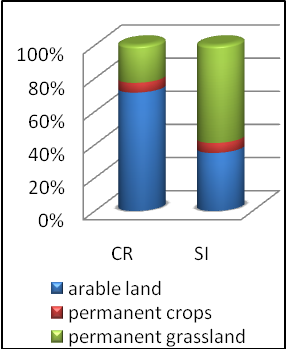 100%
80%
60%
40%
20%
0%
CR SI
arable land
permanent crops
permanent grassland